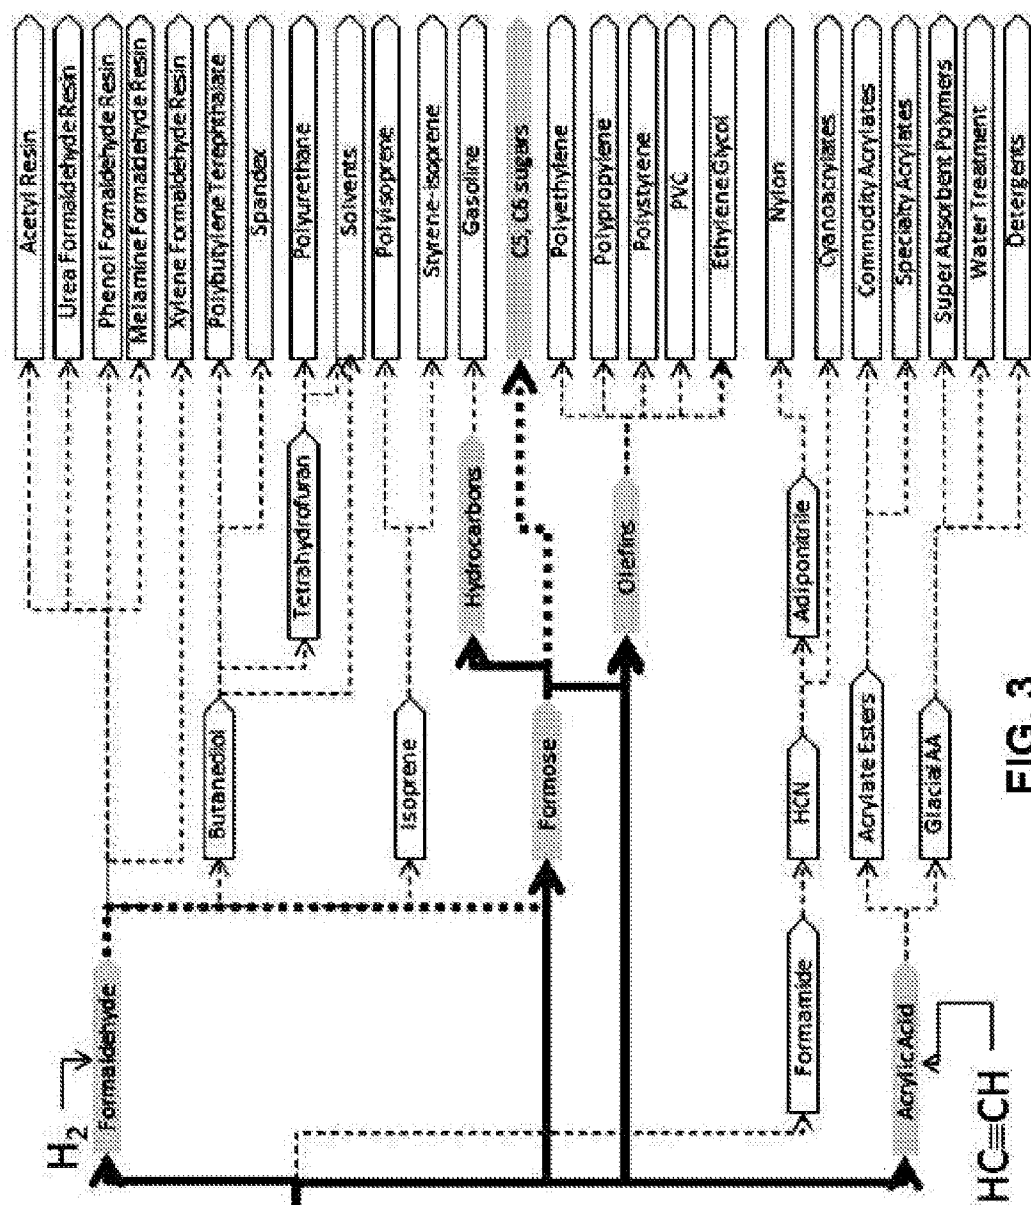 H2
Formaldehyde
Formamide
Acrylic Acid
HC≡CH
Butanediol
Isoprene
Formose
HCN
Acrylate Esters
Glacial AA
Tetrahydrofuran
Hydrocarbons
Olefins
Adiponitrile
Acetyl Resin
Urea Formaldehyde Resin
Phenol Formaldehyde Resin
Melamine Formaldehyde Resin
Xylene Formaldehyde Resin
Polybutylene Terephthalate
Spandex
Polyurethane
Solvents
Polyisoprene
Styrene-isoprene
Gasoline
C5, C6 sugars
Polyethylene
Polypropylene
Polystyrene
PVC
Ethylene Glycol
Nylon
Cyanoacrylates
Commodity Acrylates
Specialty Acrylates
Super Absorbent Polymers
Water Treatment
Detergents
FIG. 3